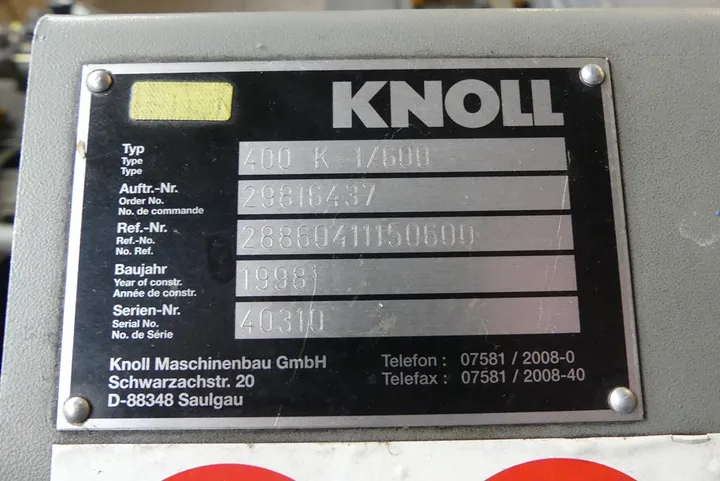 KNOLL
Typ
Type
Type
400 K 1/600
Auftr.-Nr.
Order No.
No. de commande
29816437
Ref.-Nr.
Ref.-No.
No. Ref.
28860411150600
Baujahr
Year of constr.
Année de constr.
1998
Serien-Nr.
Serial No.
No. de Série
40310
Knoll Maschinenbau GmbH
Schwarzachstr. 20
D-88348 Saulgau
Telefon : 07581 / 2008-0
Telefax : 07581 / 2008-40